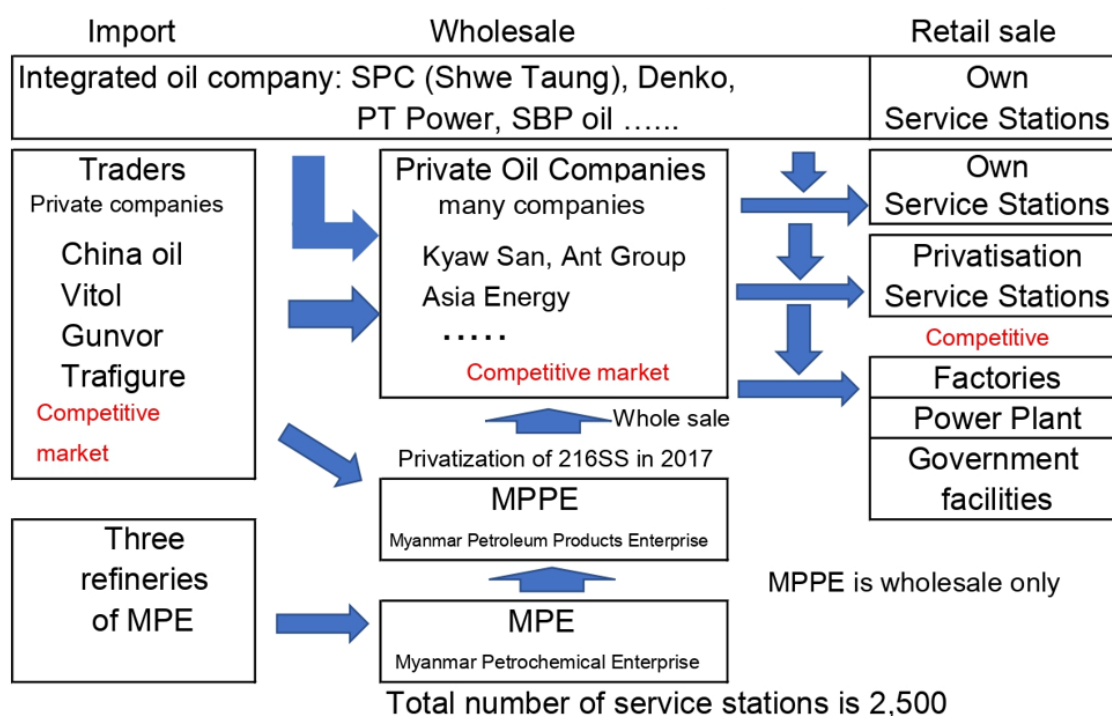 Import
Wholesale
Retail sale
Integrated oil company: SPC (Shwe Taung), Denko,
PT Power, SBP oil ......
Own
Service Stations
Traders
Private companies
China oil
Vitol
Gunvor
Trafigure
Competitive
market
Private Oil Companies
many companies
Kyaw San, Ant Group
Asia Energy
.....
Competitive market
Own
Service Stations
Privatisation
Service Stations
Competitive
Factories
Power Plant
Government
facilities
Whole sale
Privatization of 216SS in 2017
MPPE
Myanmar Petroleum Products Enterprise
Three
refineries
of MPE
MPE
Myanmar Petrochemical Enterprise
MPPE is wholesale only
Total number of service stations is 2,500